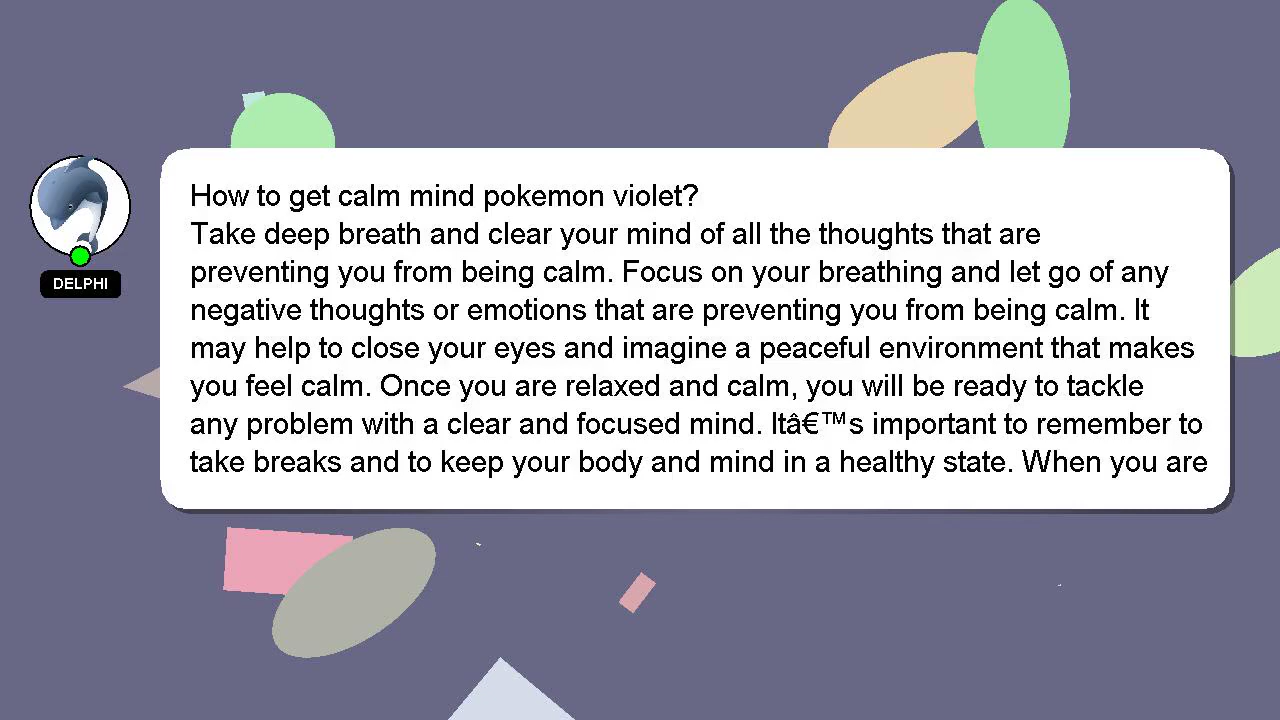 How to get calm mind pokemon violet?
Take deep breath and clear your mind of all the thoughts that are
preventing you from being calm. Focus on your breathing and let go of any
negative thoughts or emotions that are preventing you from being calm. It
may help to close your eyes and imagine a peaceful environment that makes
you feel calm. Once you are relaxed and calm, you will be ready to tackle
any problem with a clear and focused mind. Itâ€™s important to remember to
take breaks and to keep your body and mind in a healthy state. When you are
DELPHI